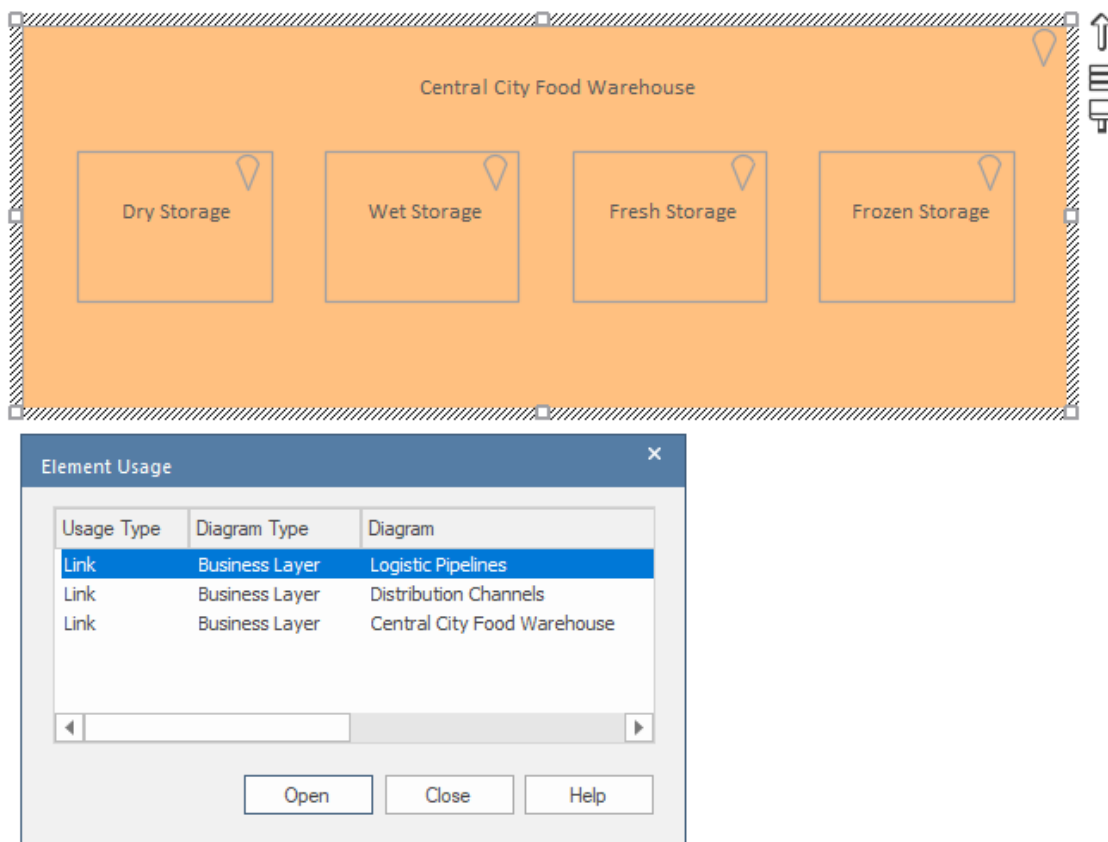 Central City Food Warehouse
Dry Storage Wet Storage Fresh Storage Frozen Storage
Element Usage
Usage Type Diagram Type Diagram
Link Business Layer Logistic Pipelines
Link Business Layer Distribution Channels
Link Business Layer Central City Food Warehouse
Open Close Help